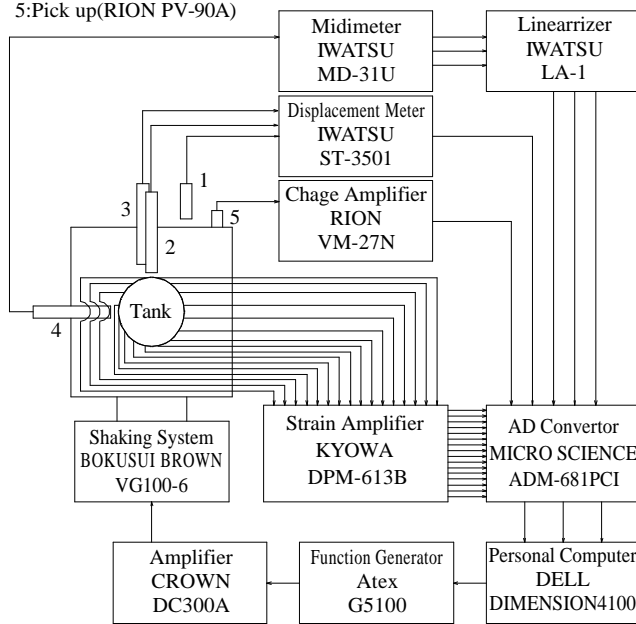 5:Pick up(RION PV-90A)
Midimeter
IWATSU
MD-31U
Linearrizer
IWATSU
LA-1
Displacement Meter
IWATSU
ST-3501
1
3
2
5
Chage Amplifier
RION
VM-27N
Tank
4
Strain Amplifier
KYOWA
DPM-613B
AD Convertor
MICRO SCIENCE
ADM-681PCI
Shaking System
BOKUSUI BROWN
VG100-6
Amplifier
CROWN
DC300A
Function Generator
Atex
G5100
Personal Computer
DELL
DIMENSION4100